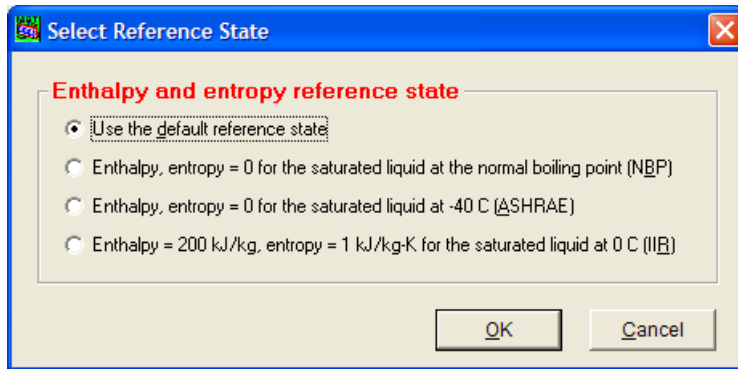 Select Reference State
Enthalpy and entropy reference state
Use the default reference state
Enthalpy, entropy = 0 for the saturated liquid at the normal boiling point (NBP)
Enthalpy, entropy = 0 for the saturated liquid at -40 C (ASHRAE)
Enthalpy = 200 kJ/kg, entropy = 1 kJ/kg-K for the saturated liquid at 0 C (IIR)
OK Cancel